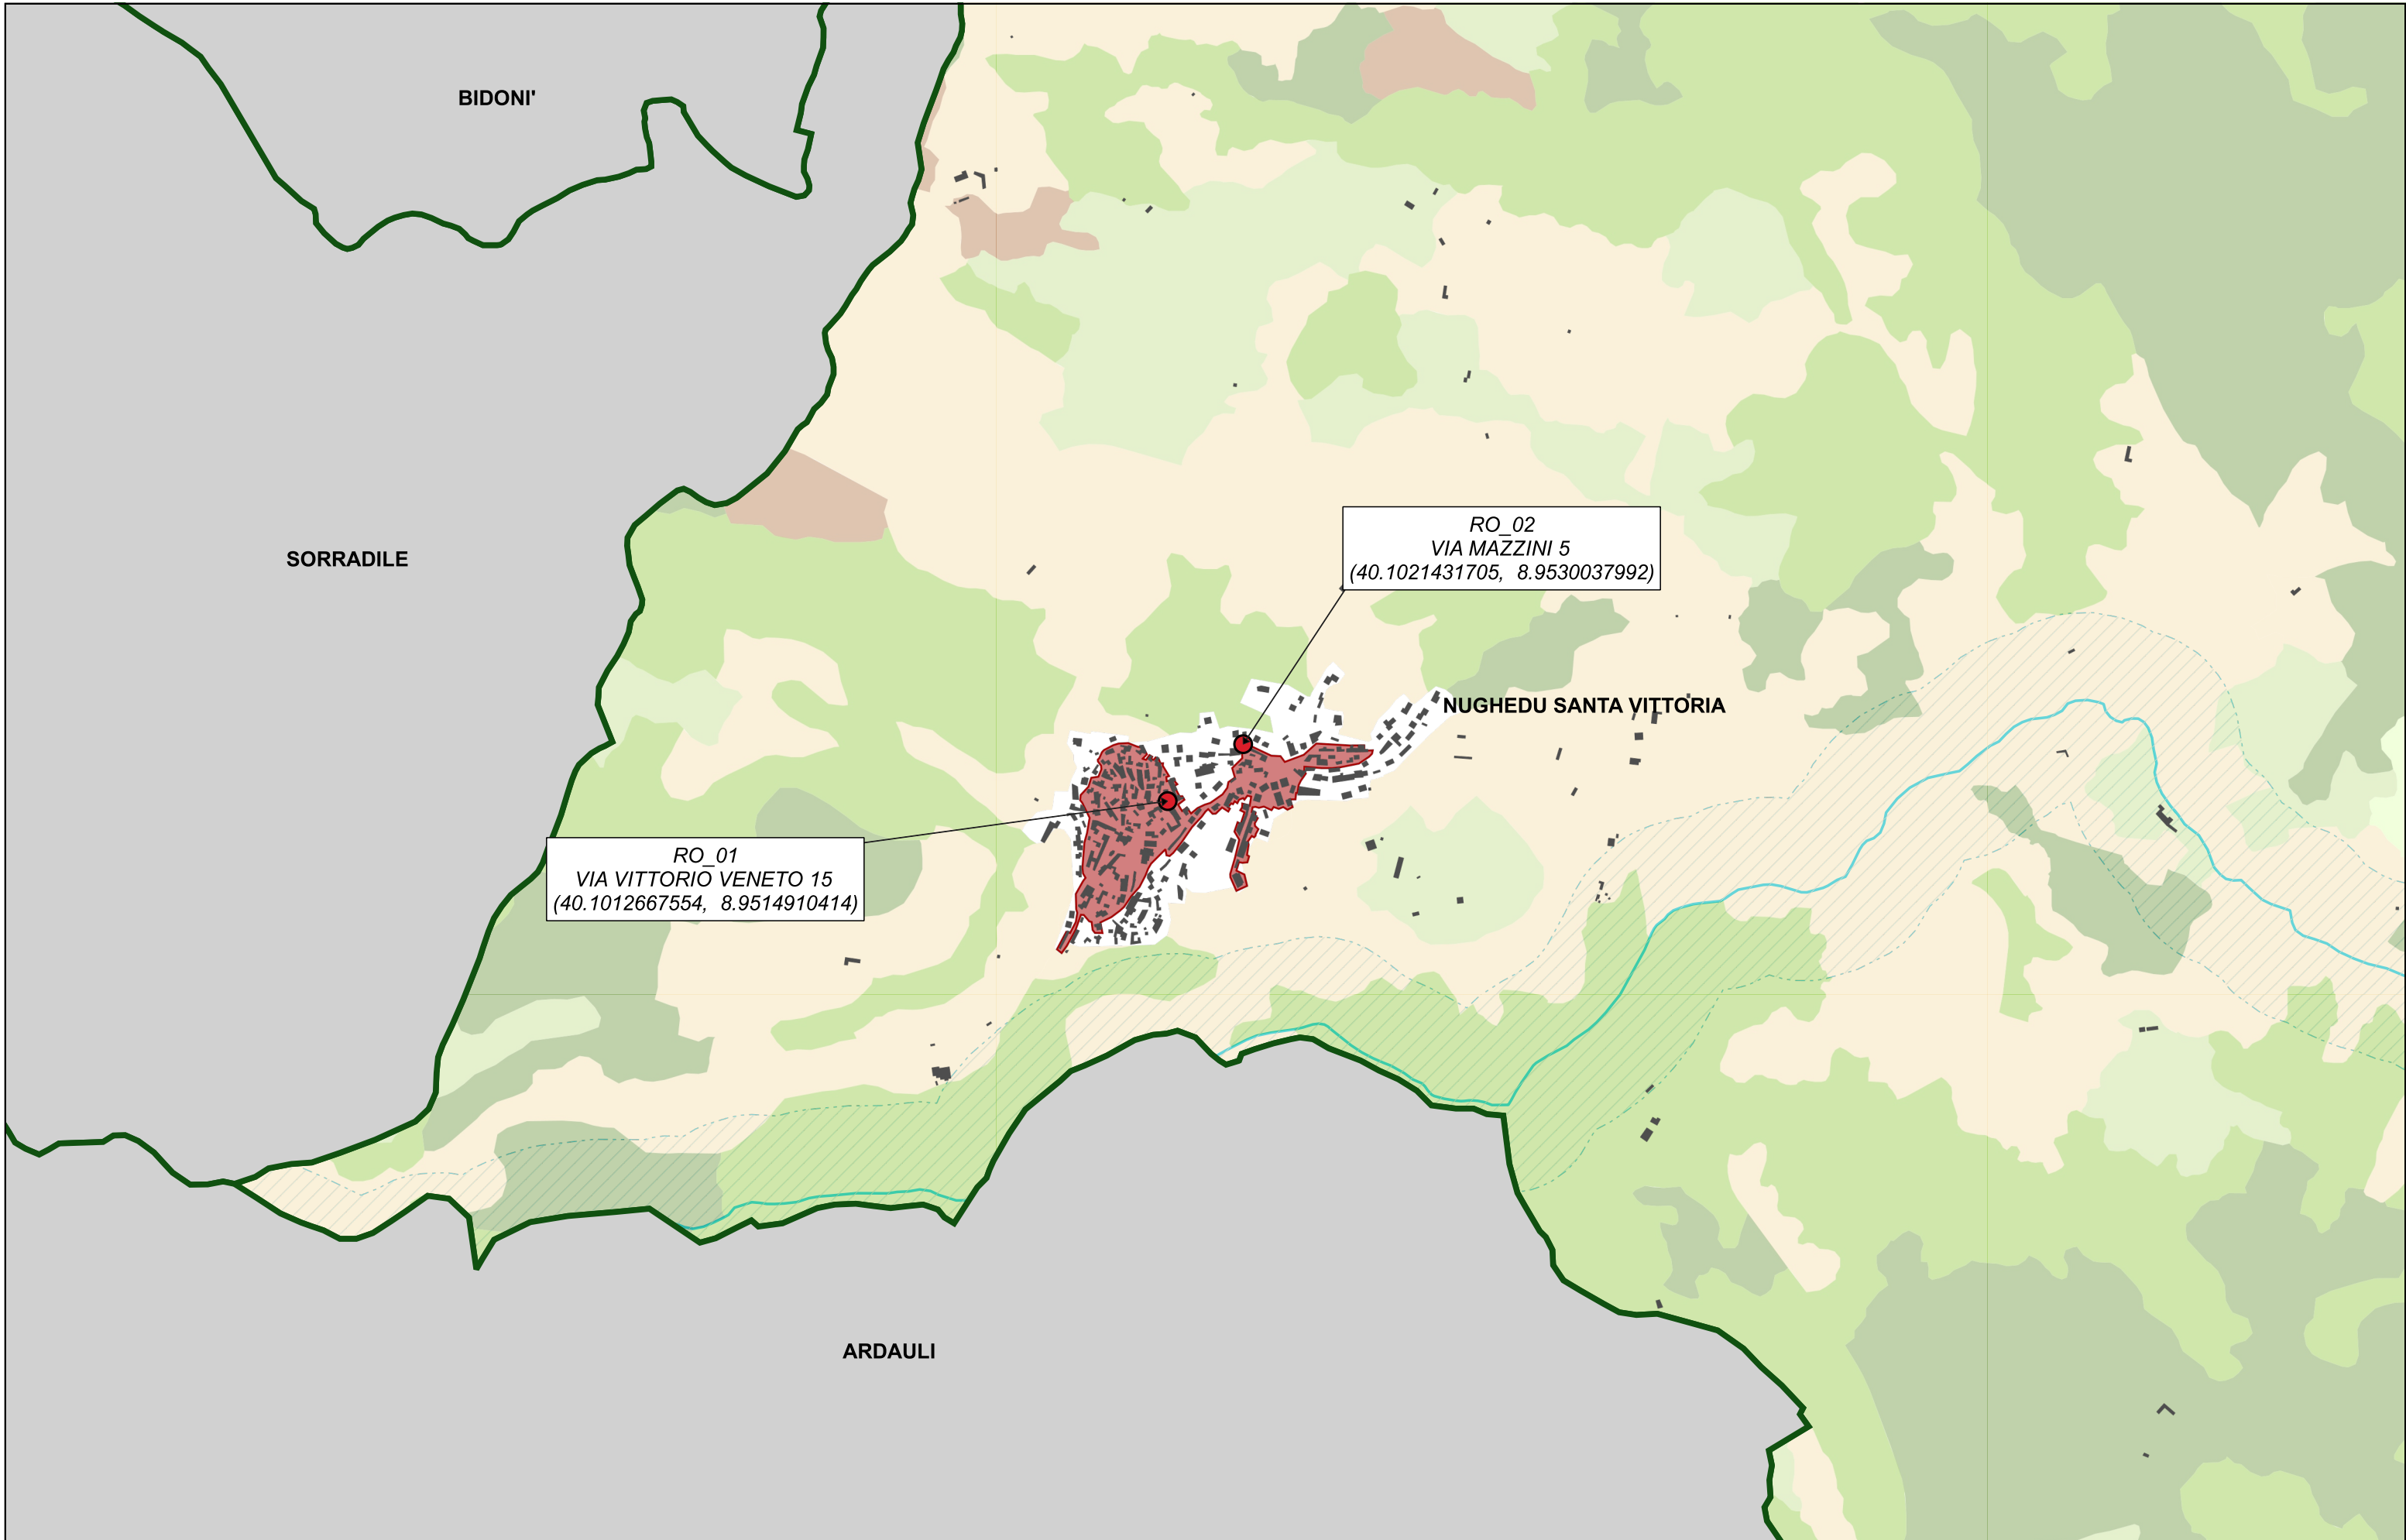 BIDONI'
SORRADILE
RO_02
VIA MAZZINI 5
(40.1021431705, 8.9530037992)
NUGHEDU SANTA VITTORIA
RO_01
VIA VITTORIO VENETO 15
(40.1012667554, 8.9514910414)
ARDAULI